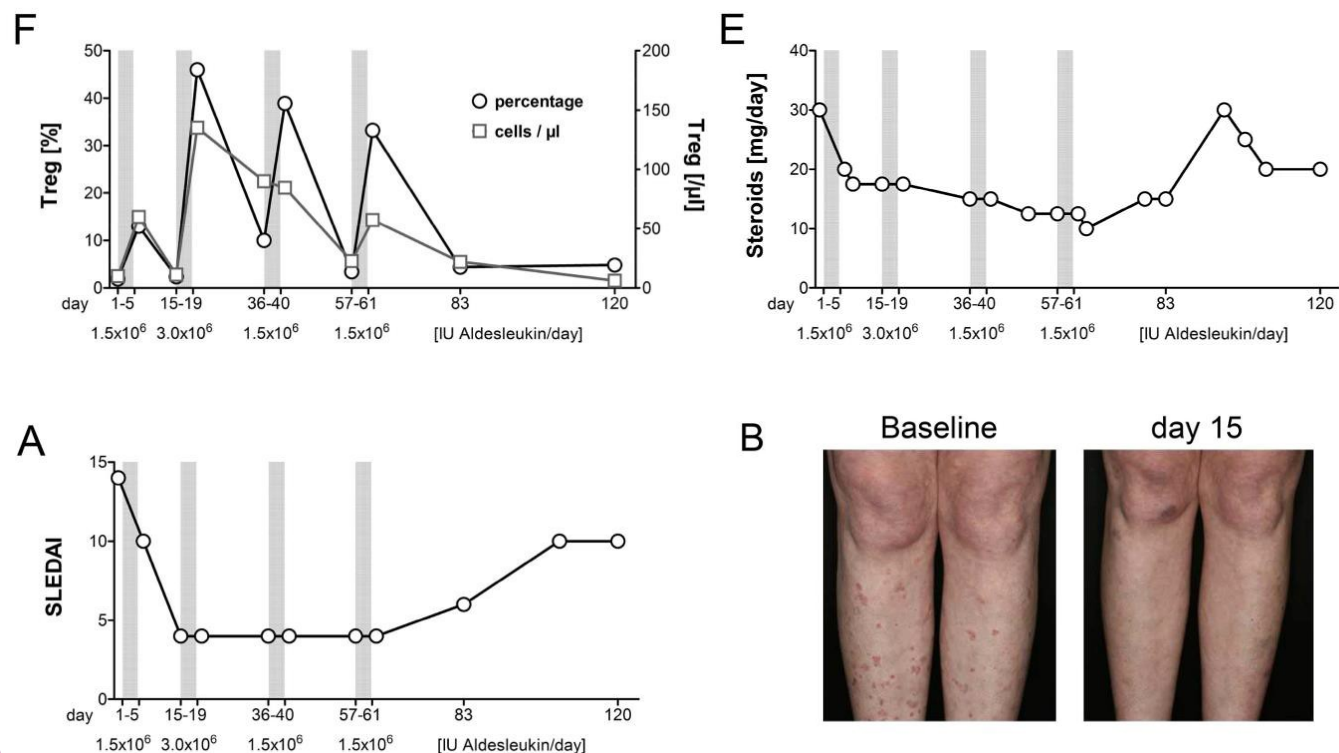 F
50
40
30
20
10
0
Treg [%]
200
150
100
50
0
Treg [/µl]
percentage
cells / µl
day 1-5 15-19 36-40 57-61 83 120
1.5x10⁶ 3.0x10⁶ 1.5x10⁶ 1.5x10⁶ [IU Aldesleukin/day]
E
40
30
20
10
0
Steroids [mg/day]
day 1-5 15-19 36-40 57-61 83 120
1.5x10⁶ 3.0x10⁶ 1.5x10⁶ 1.5x10⁶ [IU Aldesleukin/day]
A
15
10
5
0
SLEDAI
day 1-5 15-19 36-40 57-61 83 120
1.5x10⁶ 3.0x10⁶ 1.5x10⁶ 1.5x10⁶ [IU Aldesleukin/day]
B
Baseline day 15